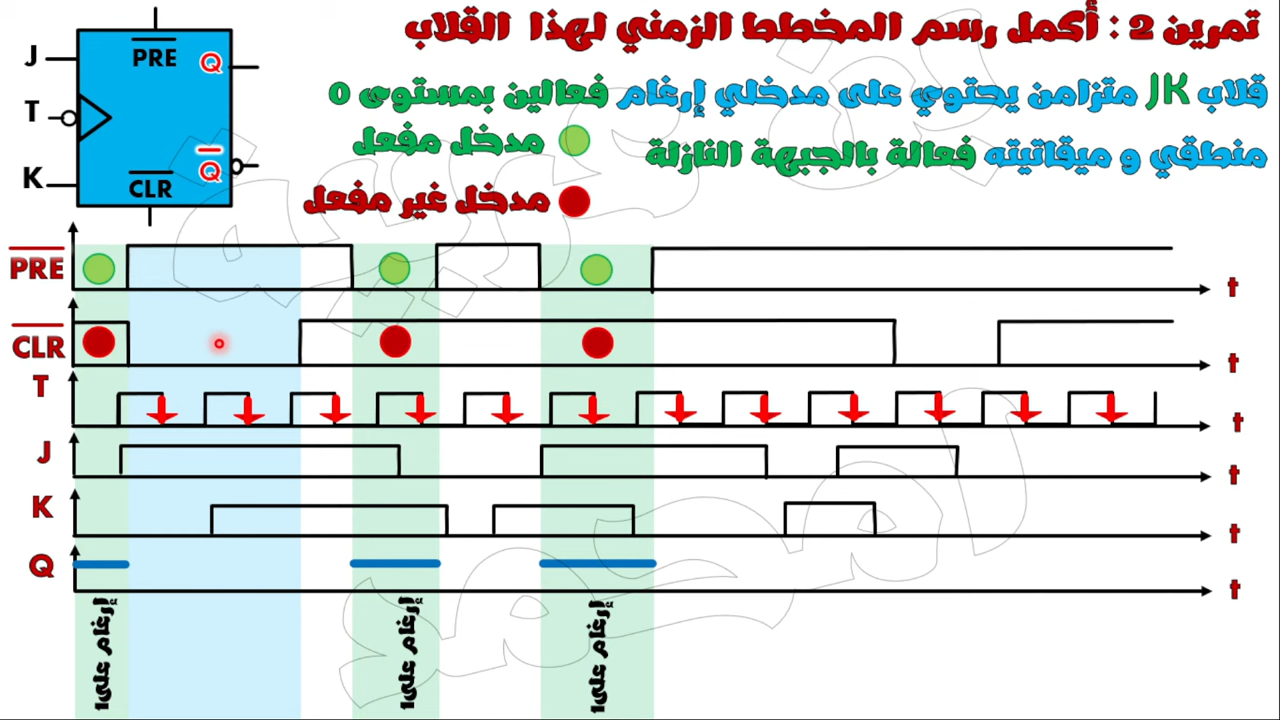 تمرين 2 : أكمل رسم المخطط الزمني لهذا القلاب
قلاب JK متزامن يحتوي على مدخلي إرغام فعالين بمستوى 0
منطقي و ميقاتيته فعالة بالجبهة النازلة
مدخل مفعل
مدخل غير مفعل
J
T
K
PRE
Q
Q
CLR
PRE
t
CLR
t
T
t
J
t
K
t
Q
t
إرغام على1
إرغام على1
إرغام على1